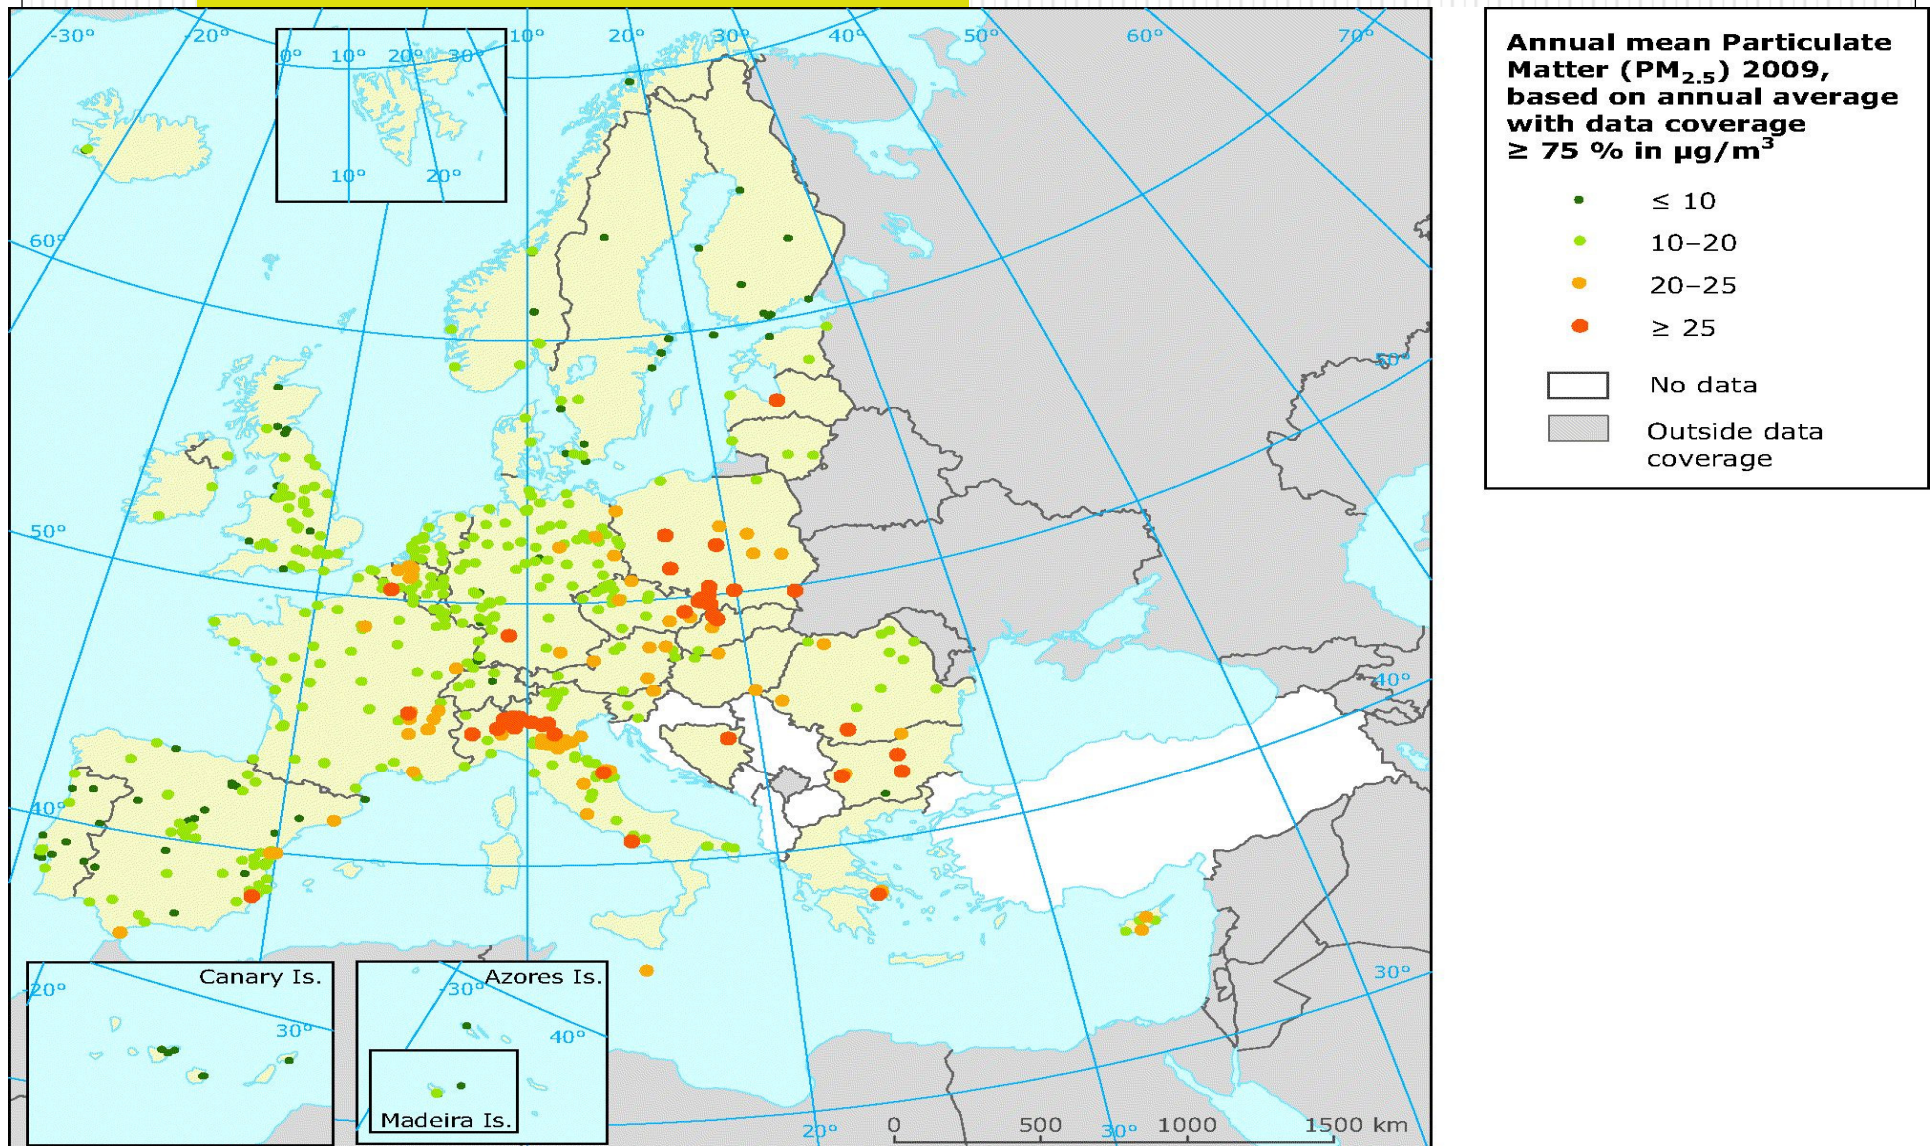 -30° -20° 10° 20° 30° 40° 50° 60° 70°
0° 10° 20° 30°
10° 20°
60°
50°
50°
40°
40°
30°
20° 30°
Canary Is.
-20°
30°
Azores Is.
-30°
40°
Madeira Is.
0 500 1000 1500 km
Annual mean Particulate
Matter (PM2.5) 2009,
based on annual average
with data coverage
≥ 75 % in µg/m³
≤ 10
10–20
20–25
≥ 25
No data
Outside data
coverage